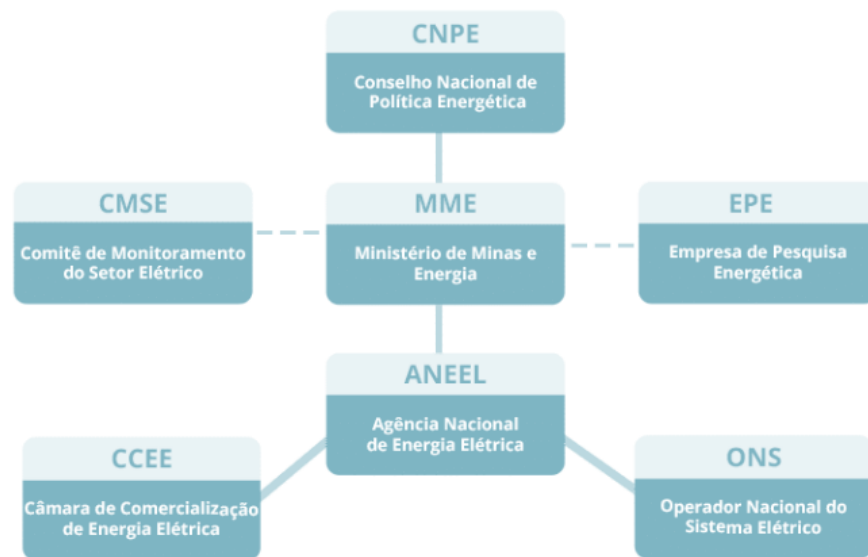 CNPE
Conselho Nacional de
Política Energética
CMSE
Comitê de Monitoramento
do Setor Elétrico
MME
Ministério de Minas e
Energia
EPE
Empresa de Pesquisa
Energética
ANEEL
Agência Nacional
de Energia Elétrica
CCEE
Câmara de Comercialização
de Energia Elétrica
ONS
Operador Nacional do
Sistema Elétrico